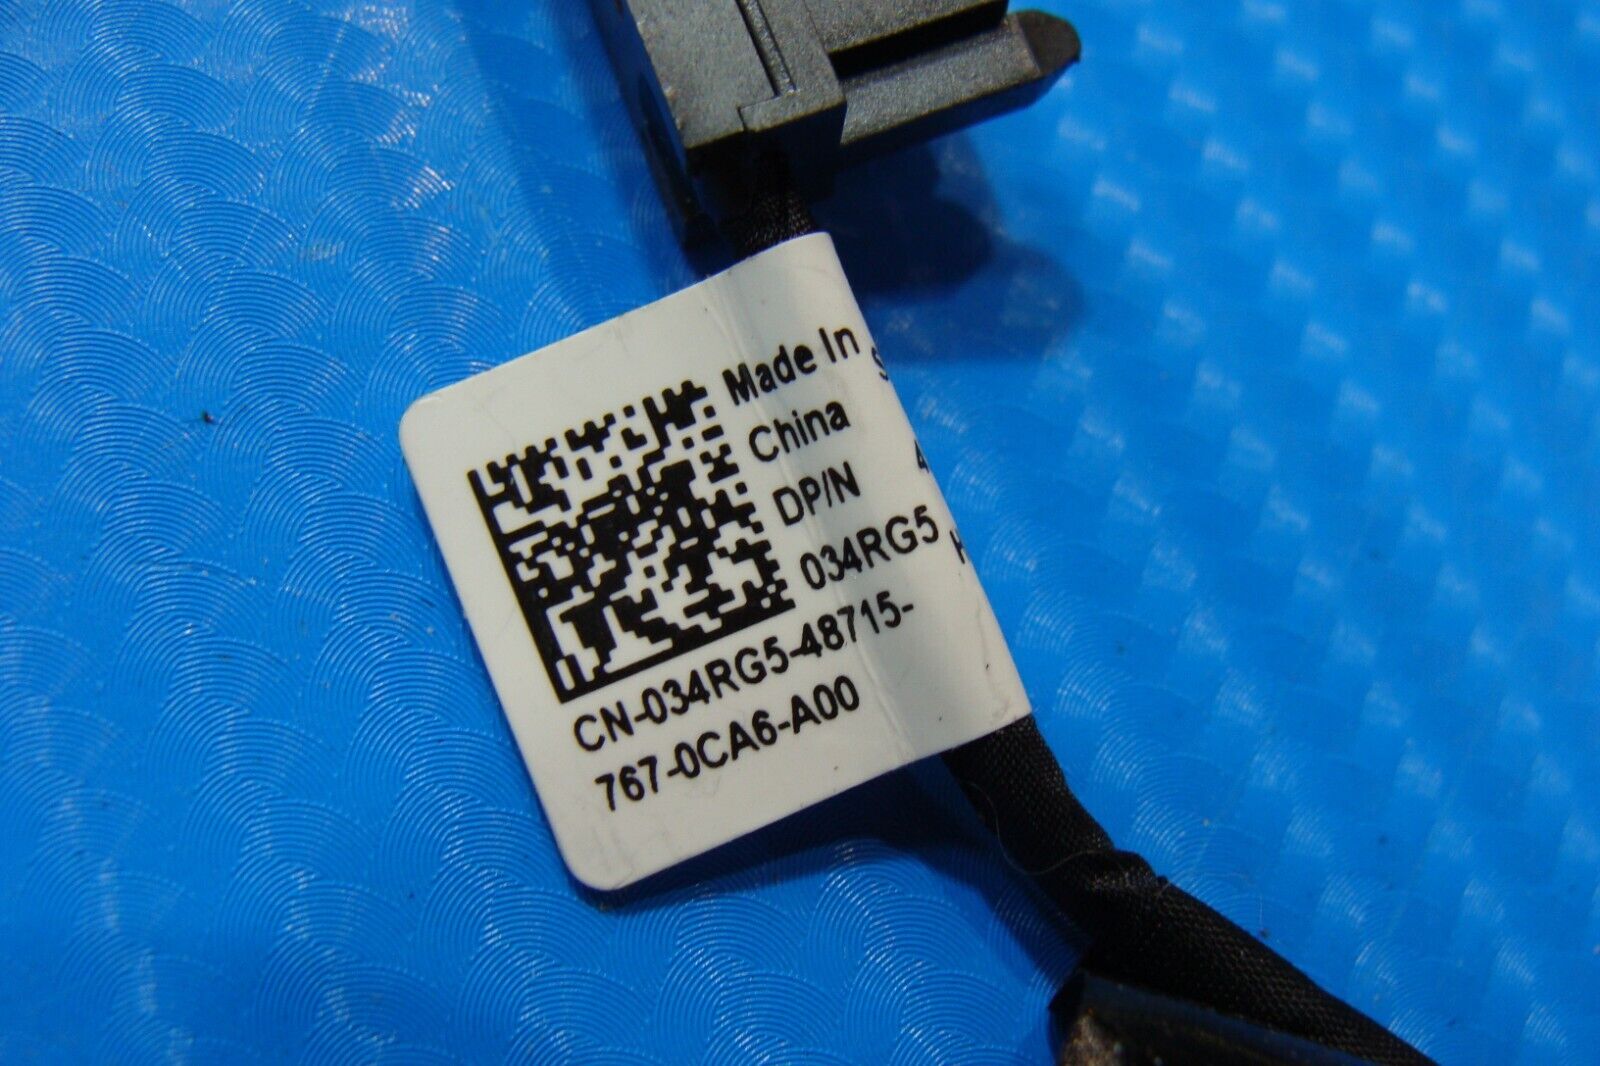 Made In
China
DP/N
034RG5
CN-034RG5-48715-
767-0CA6-A00